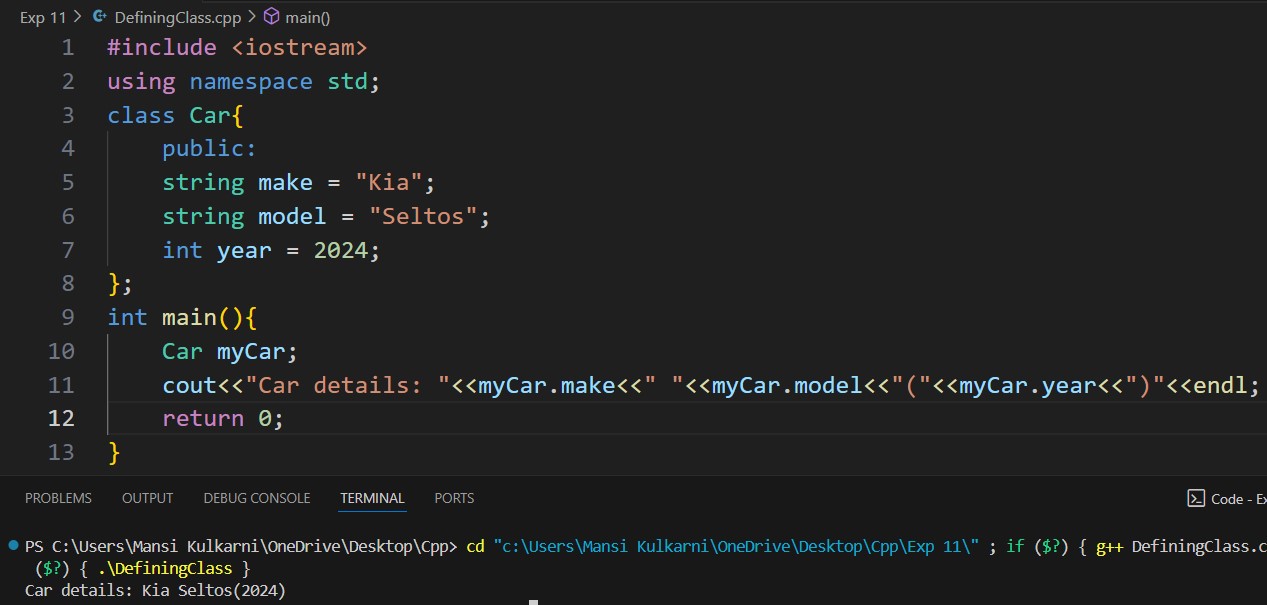 Exp 11 > DefiningClass.cpp > main()
1 #include <iostream>
2 using namespace std;
3 class Car{
4     public:
5     string make = "Kia";
6     string model = "Seltos";
7     int year = 2024;
8 };
9 int main(){
10     Car myCar;
11     cout<<"Car details: "<<myCar.make<<" "<<myCar.model<<"("<<myCar.year<<")"<<endl;
12     return 0;
13 }
PROBLEMS OUTPUT DEBUG CONSOLE TERMINAL PORTS Code - Ex
PS C:\Users\Mansi Kulkarni\OneDrive\Desktop\Cpp> cd "c:\Users\Mansi Kulkarni\OneDrive\Desktop\Cpp\Exp 11\" ; if ($?) { g++ DefiningClass.c
($?) { .\DefiningClass }
Car details: Kia Seltos(2024)